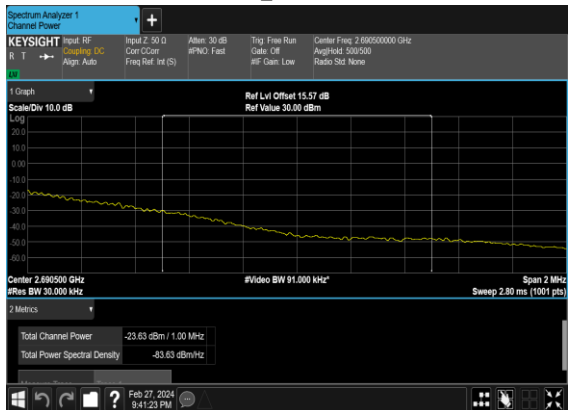 Spectrum Analyzer 1
Channel Power
+
KEYSIGHT Input: RF Input Z: 50 Ω Atten: 30 dB Trig: Free Run Center Freq: 2.690500000 GHz
R T Coupling: DC Corr CCorr #PNO: Fast Gate: Off Avg|Hold: 500/500
Align: Auto Freq Ref: Int (S) #IF Gain: Low Radio Std: None
1 Graph
Ref Lvl Offset 15.57 dB
Scale/Div 10.0 dB Ref Value 30.00 dBm
Log
20.0
10.0
0.00
-10.0
-20.0
-30.0
-40.0
-50.0
-60.0
Center 2.690500 GHz #Video BW 91.000 kHz* Span 2 MHz
#Res BW 30.000 kHz Sweep 2.80 ms (1001 pts)
2 Metrics
Total Channel Power -23.63 dBm / 1.00 MHz
Total Power Spectral Density -83.63 dBm/Hz
? Feb 27, 2024
9:41:23 PM